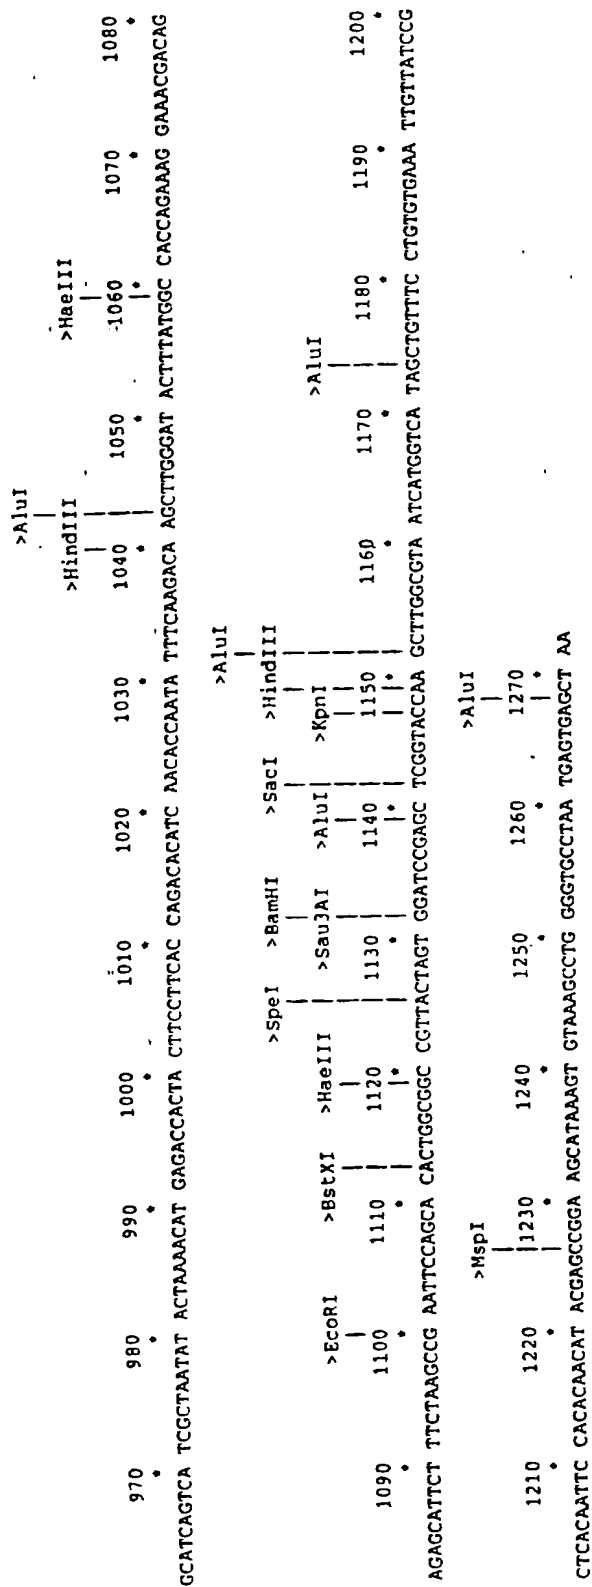 >AluI
>HindIII >HaeIII
970 980 990 1000 1010 1020 1030 1040 1050 1060 1070 1080
* * * * * * * * * * * *
GCATCAGTCA TCGCTAATAT ACTAAAACAT GAGACCACTA CTTCCTTCAC CAGACACATC AACACCAATA TTTCAAGACA AGCTTGGGAT ACTTTATGGC CACCAGAAAG GAAACGACAG
>AluI
>SpeI >BamHI >SacI >HindIII
>EcoRI >BstXI >HaeIII >Sau3AI >AluI >KpnI >AluI
1090 1100 1110 1120 1130 1140 1150 1160 1170 1180 1190 1200
* * * * * * * * * * * *
AGAGCATTCT TTCTAAGCCG AATTCCAGCA CACTGGCGGC CGTTACTAGT GGATCCGAGC TCGGTACCAA GCTTGGCGTA ATCATGGTCA TAGCTGTTTC CTGTGTGAAA TTGTTATCCG
>MspI >AluI
1210 1220 1230 1240 1250 1260 1270
* * * * * * *
CTCACAATTC CACACAACAT ACGAGCCGGA AGCATAAAGT GTAAAGCCTG GGGTGCCTAA TGAGTGAGCT AA